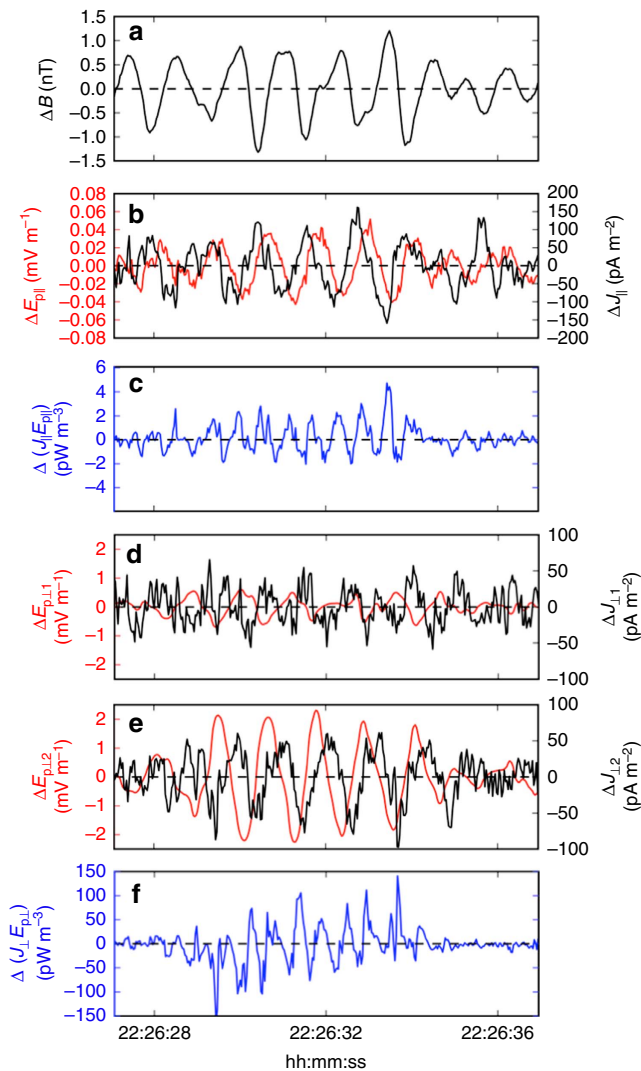 a
1.5
1.0
0.5
0.0
−0.5
−1.0
−1.5
ΔB (nT)
b
0.08
0.06
0.04
0.02
0.00
−0.02
−0.04
−0.06
−0.08
ΔE_p|| (mV m⁻¹)
200
150
100
50
0
−50
−100
−150
−200
ΔJ_|| (pA m⁻²)
c
6
4
2
0
−2
−4
Δ (J_||E_p||)
(pW m⁻³)
d
2
1
0
−1
−2
ΔE_p⊥1
(mV m⁻¹)
100
50
0
−50
−100
ΔJ_⊥1
(pA m⁻²)
e
2
1
0
−1
−2
ΔE_p⊥2
(mV m⁻¹)
100
50
0
−50
−100
ΔJ_⊥2
(pA m⁻²)
f
150
100
50
0
−50
−100
−150
Δ (J_⊥E_p⊥)
(pW m⁻³)
22:26:28 22:26:32 22:26:36
hh:mm:ss